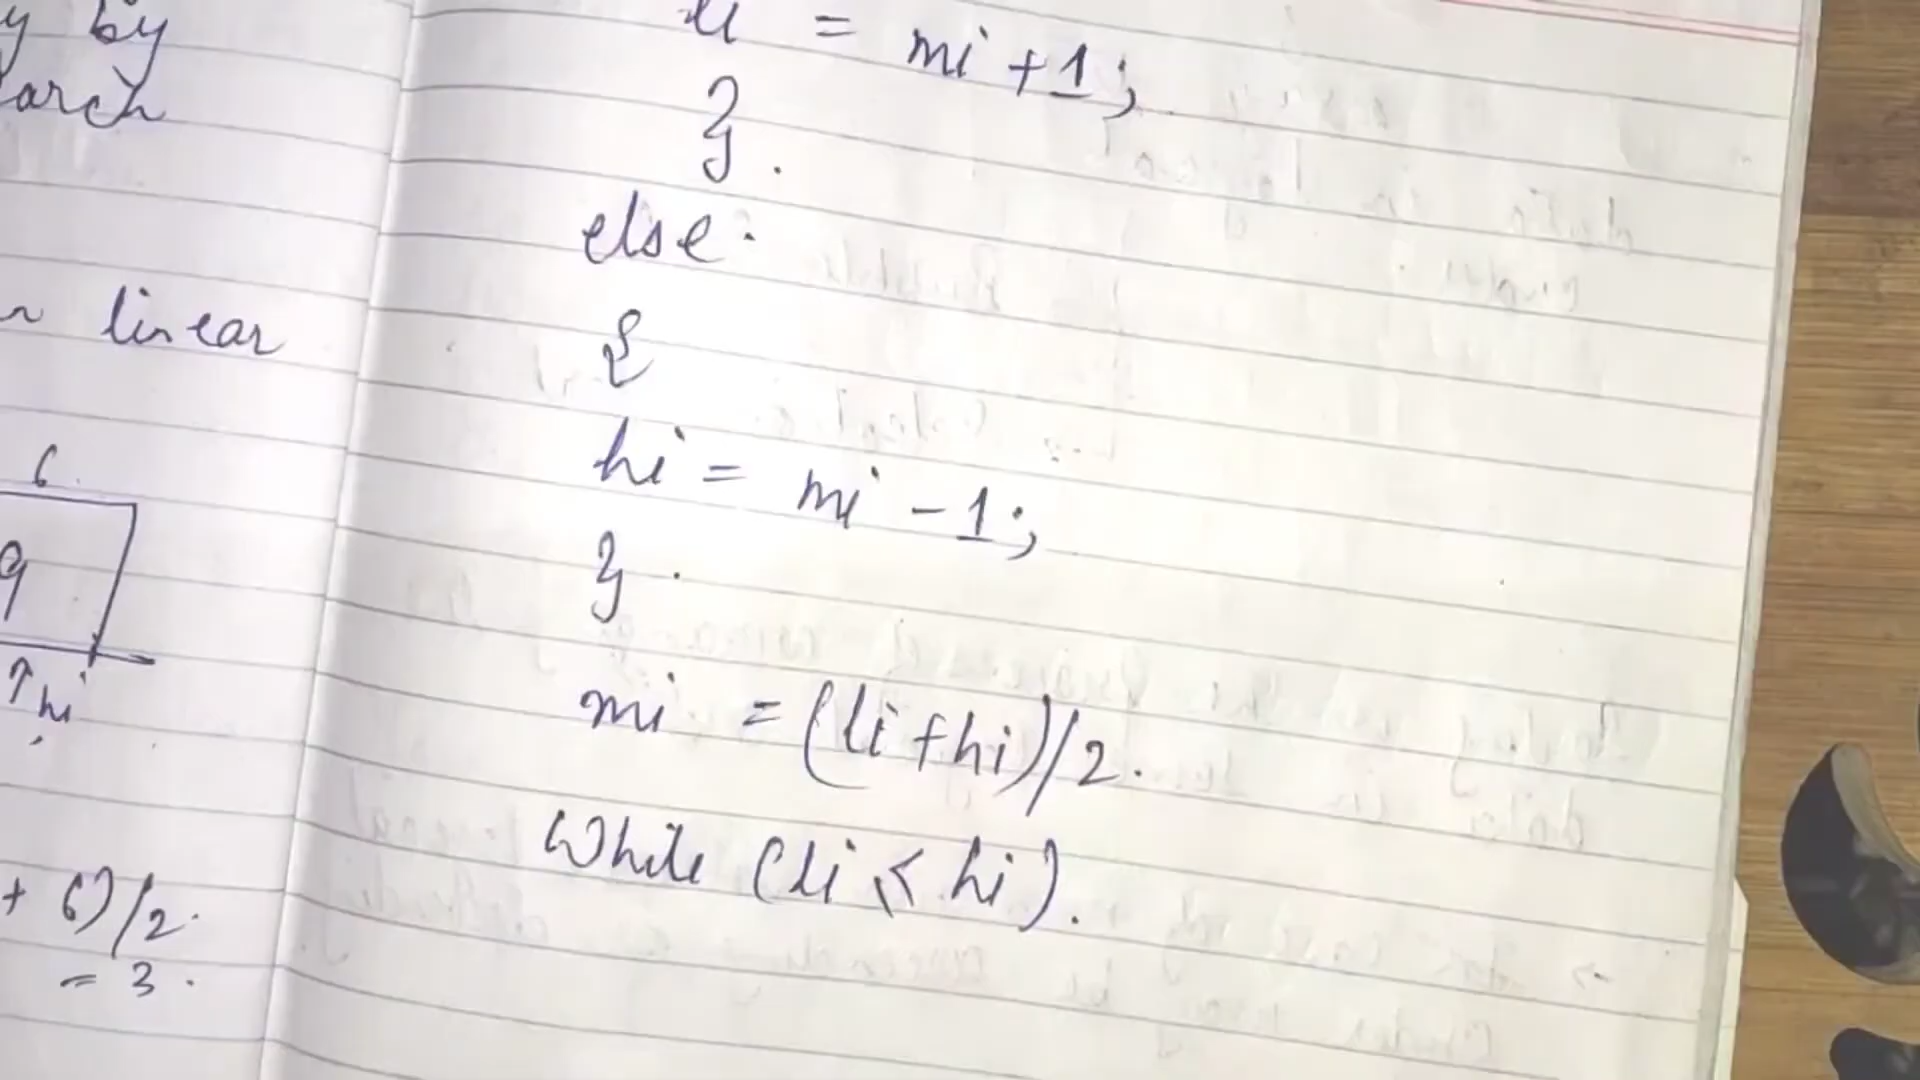 y by
arch
linear
6
9
↑hi
+ 6)/2.
= 3.
li = mi + 1;
}.
else:
{
hi = mi - 1;
}.
mi = (li + hi)/2.
While (li ≤ hi).